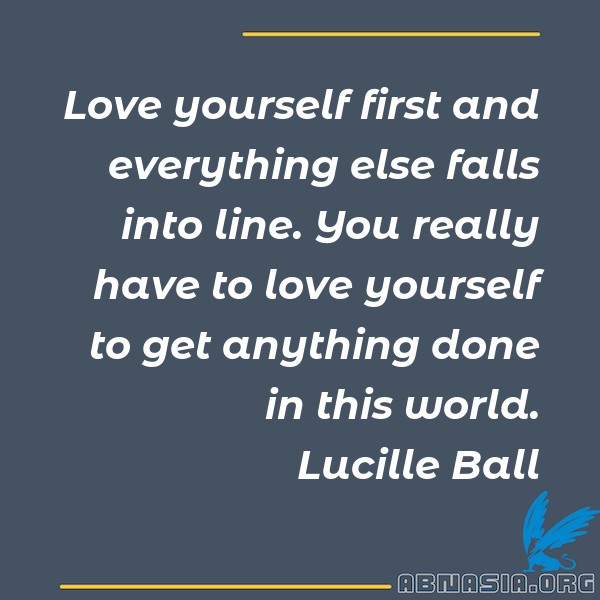 Love yourself first and
everything else falls
into line. You really
have to love yourself
to get anything done
in this world.
Lucille Ball
ABNASIA.ORG